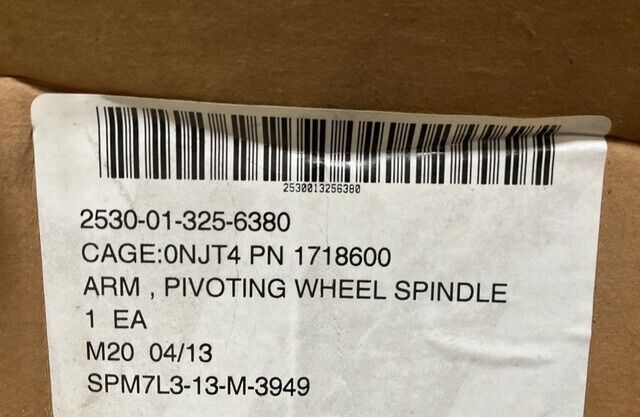 2530013256380
2530-01-325-6380
CAGE:0NJT4 PN 1718600
ARM , PIVOTING WHEEL SPINDLE
1 EA
M20 04/13
SPM7L3-13-M-3949